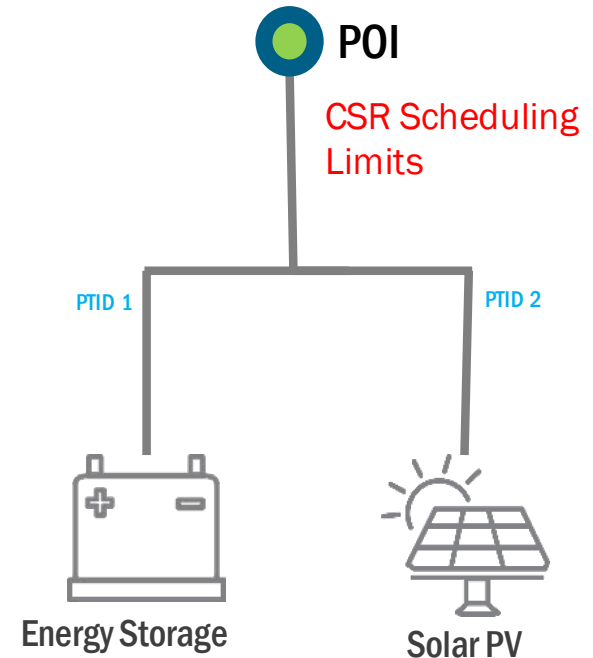 POI
CSR Scheduling
Limits
PTID 1
PTID 2
Energy Storage
Solar PV